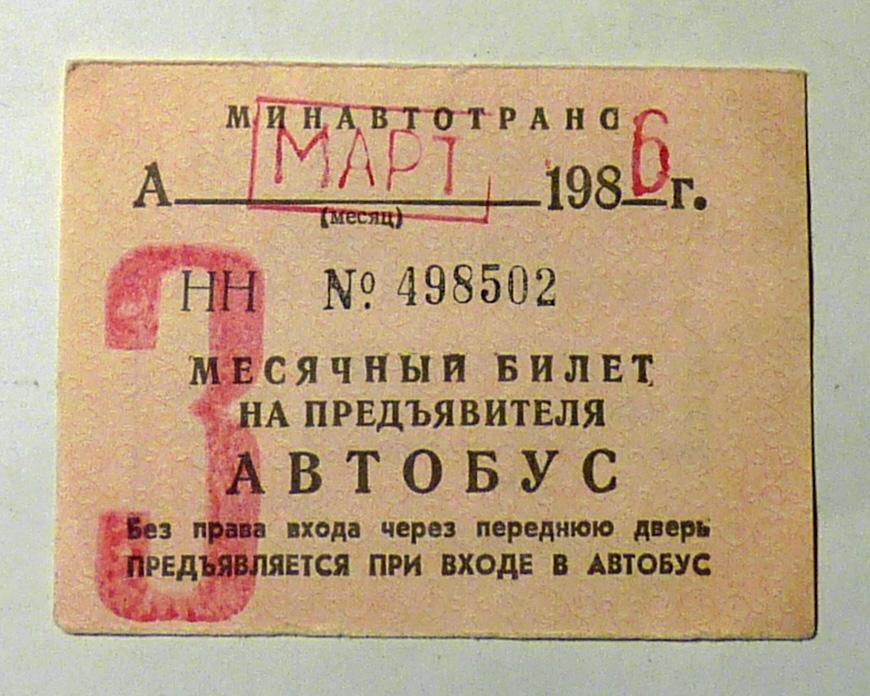 МИНАВТОТРАНС
МАРТ
А 1986 г.
(месяц)
3
НН № 498502
МЕСЯЧНЫЙ БИЛЕТ
НА ПРЕДЪЯВИТЕЛЯ
АВТОБУС
Без права входа через переднюю дверь
ПРЕДЪЯВЛЯЕТСЯ ПРИ ВХОДЕ В АВТОБУС